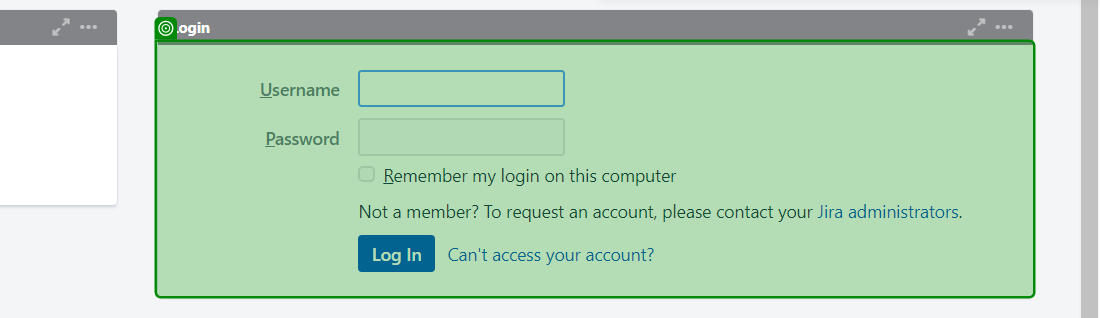 Login
Username
Password
Remember my login on this computer
Not a member? To request an account, please contact your Jira administrators.
Log In Can't access your account?